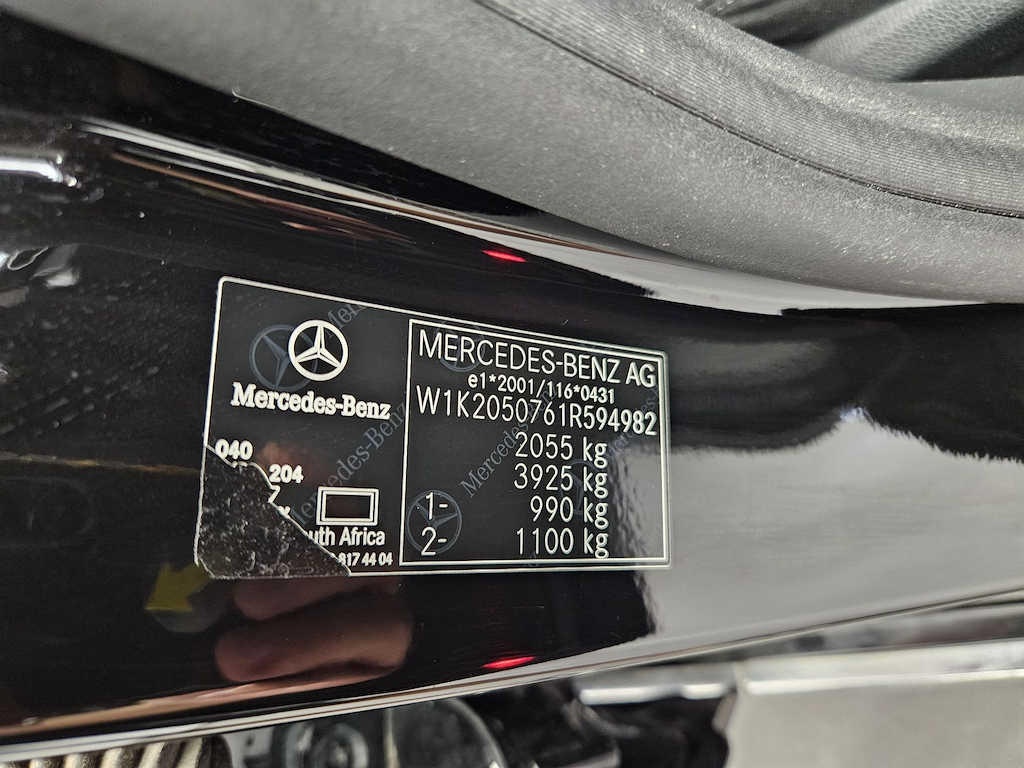 Mercedes-Benz
040
204
uth Africa
817 44 04
MERCEDES-BENZ AG
e1*2001/116*0431
W1K2050761R594982
2055 kg
3925 kg
1- 990 kg
2- 1100 kg